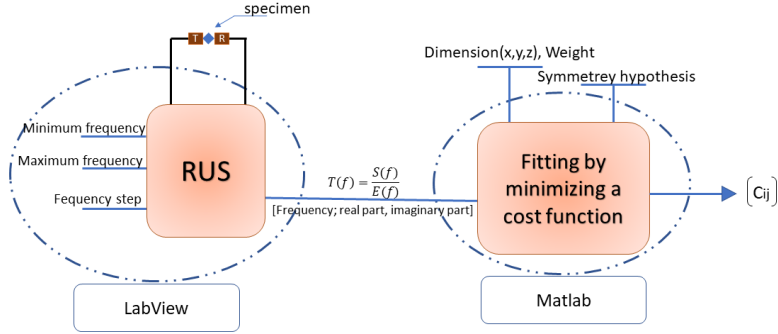 specimen
T R
Dimension(x,y,z), Weight
Symmetrey hypothesis
Minimum frequency
Maximum frequency
Fequency step
RUS
T(f) = S(f)/E(f)
[Frequency; real part, imaginary part]
Fitting by
minimizing a
cost function
[Cij]
LabView
Matlab